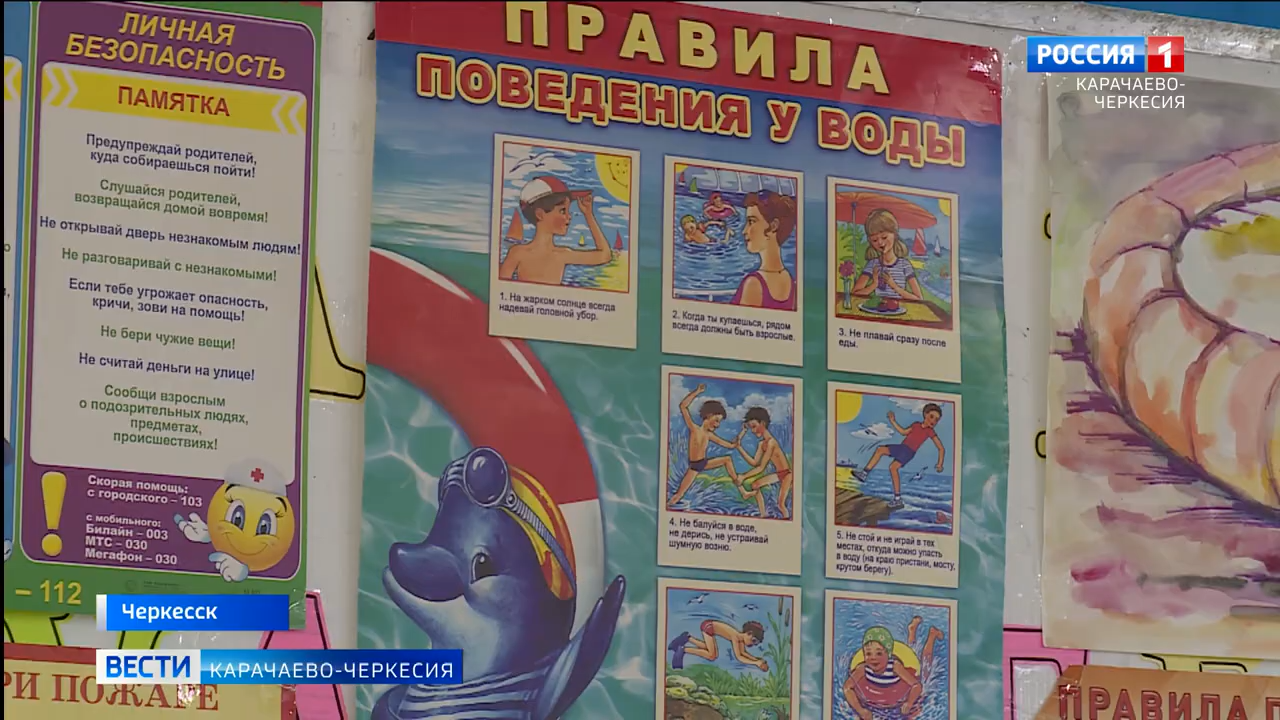 ЛИЧНАЯ
БЕЗОПАСНОСТЬ
ПАМЯТКА
Предупреждай родителей,
куда собираешься пойти!
Слушайся родителей,
возвращайся домой вовремя!
Не открывай дверь незнакомым людям!
Не разговаривай с незнакомыми!
Если тебе угрожает опасность,
кричи, зови на помощь!
Не бери чужие вещи!
Не считай деньги на улице!
Сообщи взрослым
о подозрительных людях,
предметах,
происшествиях!
Скорая помощь:
с городского – 103
с мобильного:
Билайн – 003
МТС – 030
Мегафон – 030
– 112
ПРАВИЛА
ПОВЕДЕНИЯ У ВОДЫ
1. На жарком солнце всегда
надевай головной убор.
2. Когда ты купаешься, рядом
всегда должны быть взрослые.
3. Не плавай сразу после
еды.
4. Не балуйся в воде,
не дерись, не устраивай
шумную возню.
5. Не стой и не играй в тех
местах, откуда можно упасть
в воду (на краю пристани, мосту,
крутом берегу).
РОССИЯ 1
КАРАЧАЕВО-
ЧЕРКЕСИЯ
Черкесск
ВЕСТИ КАРАЧАЕВО-ЧЕРКЕСИЯ
РИ ПОЖАРЕ
ПРАВИЛА П